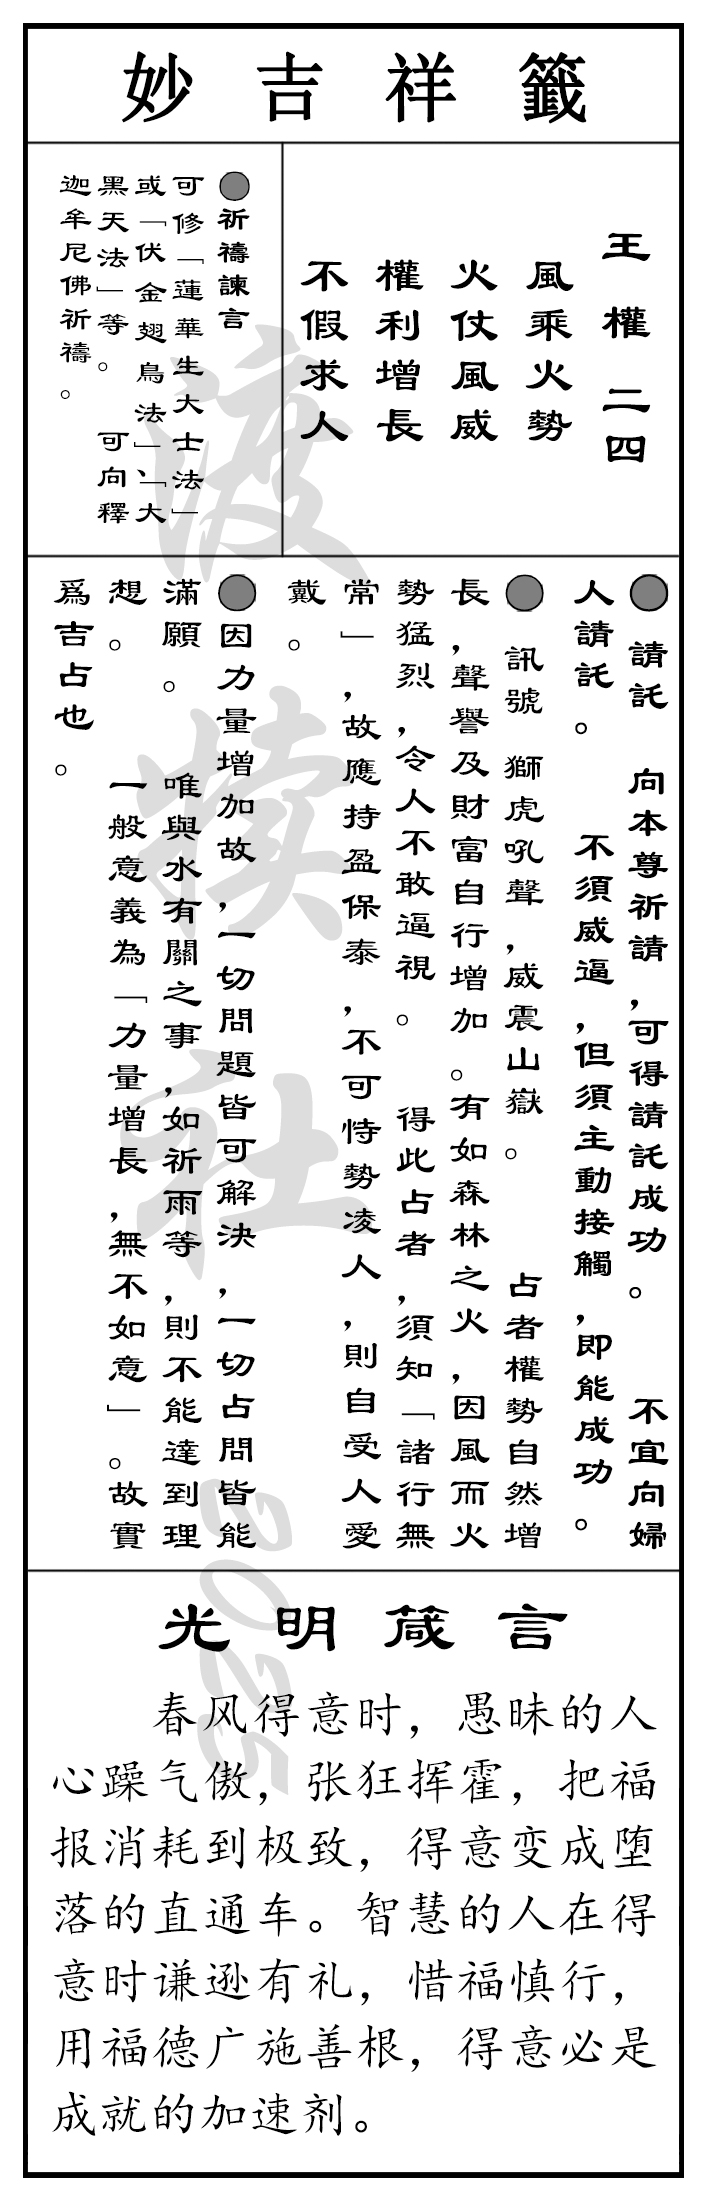 妙吉祥籤
王權 二四
風乘火勢
火仗風威
權利增長
不假求人
●祈禱諫言
可修「蓮華生大士法」
或「伏金翅鳥法」、「大
黑天法」等。 可向釋
迦牟尼佛祈禱。
● 請託 向本尊祈請，可得請託成功。 不宜向婦
人請託。 不須威逼，但須主動接觸，即能成功。
● 訊號 獅虎吼聲，威震山嶽。 占者權勢自然增
長，聲譽及財富自行增加。有如森林之火，因風而火
勢猛烈，令人不敢逼視。 得此占者，須知「諸行無
常」，故應持盈保泰，不可恃勢凌人，則自受人愛
戴。
● 因力量增加故，一切問題皆可解決，一切占問皆能
滿願。 唯與水有關之事，如祈雨等，則不能達到理
想。 一般意義為「力量增長，無不如意」。故實
爲吉占也。
光明箴言
春风得意时，愚昧的人
心躁气傲，张狂挥霍，把福
报消耗到极致，得意变成堕
落的直通车。智慧的人在得
意时谦逊有礼，惜福慎行，
用福德广施善根，得意必是
成就的加速剂。
渡犊社 2025